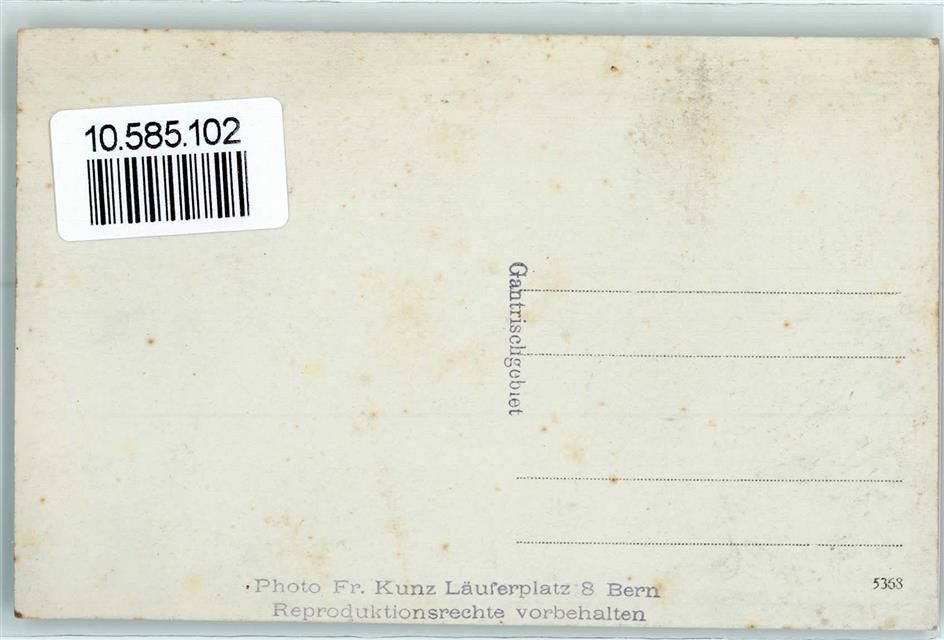 10.585.102
Gantrischgebiet
Photo Fr. Kunz Läuferplatz 8 Bern
Reproduktionsrechte vorbehalten
5368